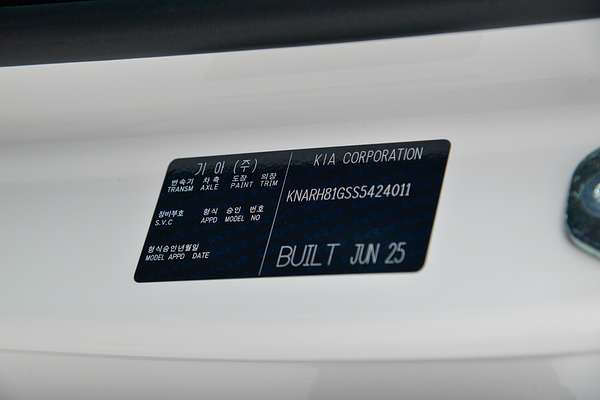 기아(주)
변속기 차축 도장 의장
TRANSM AXLE PAINT TRIM
장비부호 형식 승인 번호
S.V.C APPD MODEL NO
형식승인년월일
MODEL APPD DATE
KIA CORPORATION
KNARH81GSS5424011
BUILT JUN 25